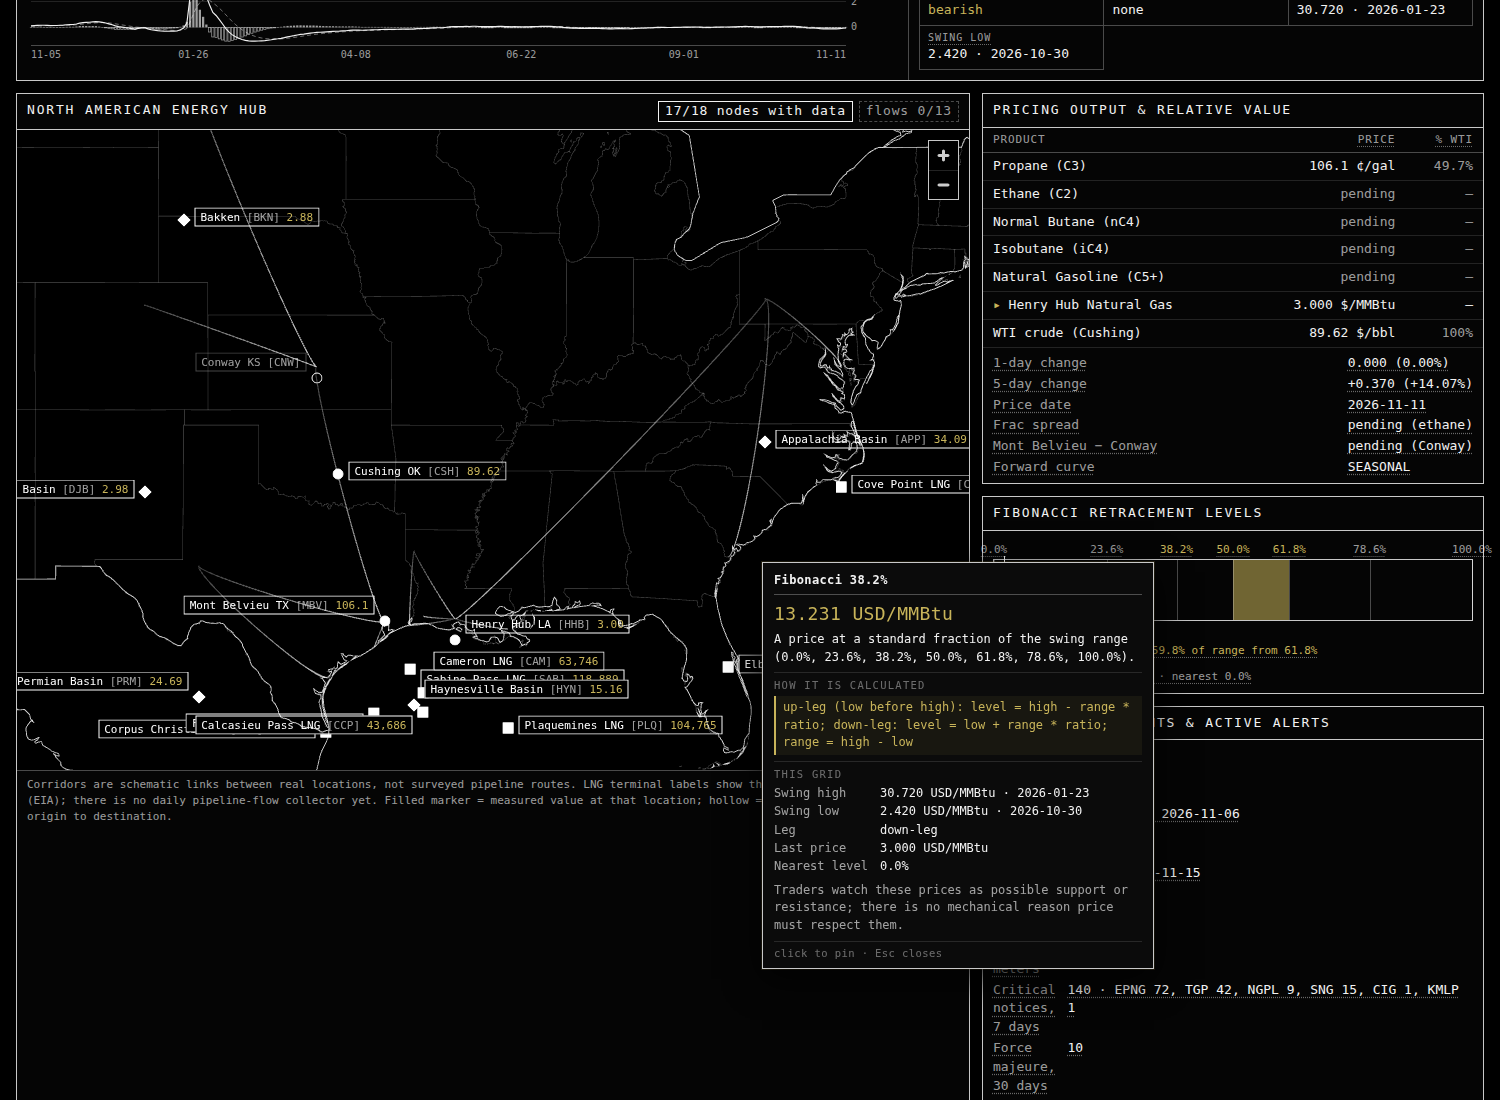 2
0
11-05 01-26 04-08 06-22 09-01 11-11
bearish none 30.720 · 2026-01-23
SWING LOW
2.420 · 2026-10-30
NORTH AMERICAN ENERGY HUB 17/18 nodes with data flows 0/13
+
−
Bakken [BKN] 2.88
Conway KS [CNW]
Appalachia Basin [APP] 34.09
Cushing OK [CSH] 89.62
Cove Point LNG [C
Basin [DJB] 2.98
Mont Belvieu TX [MBV] 106.1
Henry Hub LA [HHB] 3.00
Cameron LNG [CAM] 63,746
Elb
Sabine Pass LNG [SAB] 118,889
Permian Basin [PRM] 24.69
Haynesville Basin [HYN] 15.16
Corpus Christ
Calcasieu Pass LNG [CCP] 43,686
Plaquemines LNG [PLQ] 104,765
Corridors are schematic links between real locations, not surveyed pipeline routes. LNG terminal labels show th
(EIA); there is no daily pipeline-flow collector yet. Filled marker = measured value at that location; hollow =
origin to destination.
PRICING OUTPUT & RELATIVE VALUE
PRODUCT PRICE % WTI
Propane (C3) 106.1 ¢/gal 49.7%
Ethane (C2) pending —
Normal Butane (nC4) pending —
Isobutane (iC4) pending —
Natural Gasoline (C5+) pending —
▸ Henry Hub Natural Gas 3.000 $/MMBtu —
WTI crude (Cushing) 89.62 $/bbl 100%
1-day change 0.000 (0.00%)
5-day change +0.370 (+14.07%)
Price date 2026-11-11
Frac spread pending (ethane)
Mont Belvieu − Conway pending (Conway)
Forward curve SEASONAL
FIBONACCI RETRACEMENT LEVELS
0.0% 23.6% 38.2% 50.0% 61.8% 78.6% 100.0%
59.8% of range from 61.8%
· nearest 0.0%
Fibonacci 38.2%
13.231 USD/MMBtu
A price at a standard fraction of the swing range
(0.0%, 23.6%, 38.2%, 50.0%, 61.8%, 78.6%, 100.0%).
HOW IT IS CALCULATED
up-leg (low before high): level = high - range *
ratio; down-leg: level = low + range * ratio;
range = high - low
THIS GRID
Swing high 30.720 USD/MMBtu · 2026-01-23
Swing low 2.420 USD/MMBtu · 2026-10-30
Leg down-leg
Last price 3.000 USD/MMBtu
Nearest level 0.0%
Traders watch these prices as possible support or
resistance; there is no mechanical reason price
must respect them.
click to pin · Esc closes
TS & ACTIVE ALERTS
2026-11-06
-11-15
meters
Critical notices, 7 days 140 · EPNG 72, TGP 42, NGPL 9, SNG 15, CIG 1, KMLP 1
Force majeure, 30 days 10